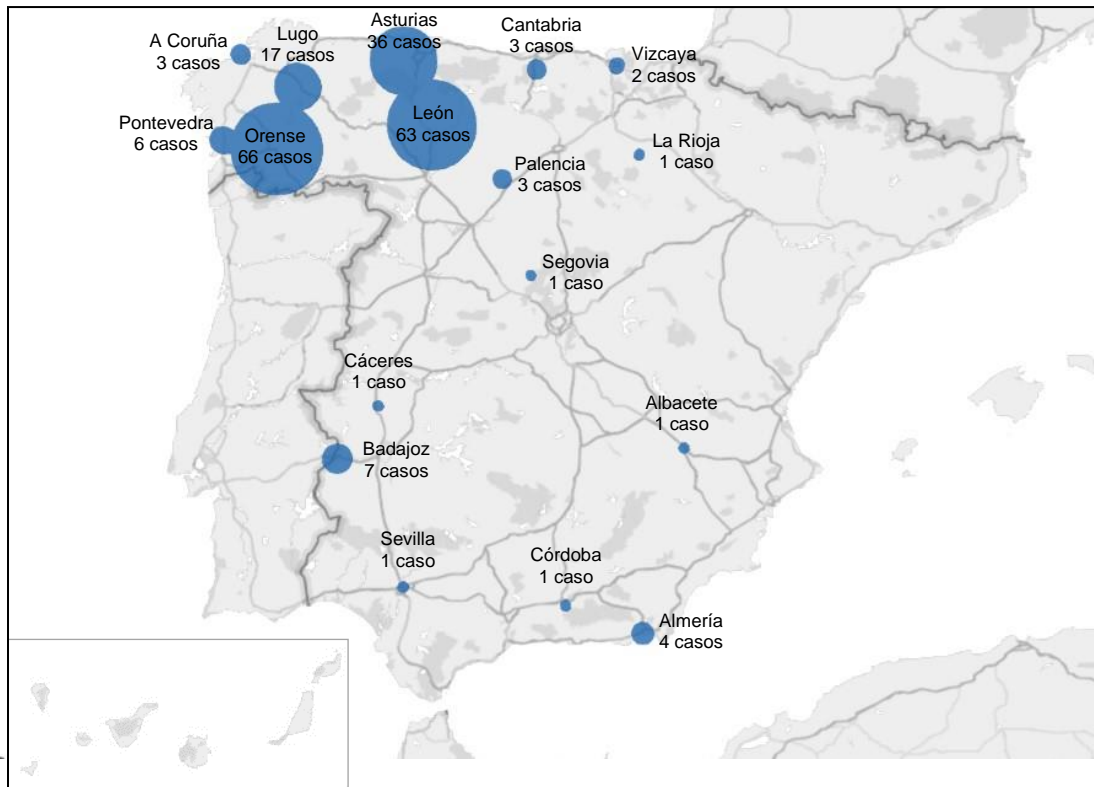 Asturias
36 casos
Cantabria
3 casos
A Coruña
3 casos
Lugo
17 casos
Vizcaya
2 casos
León
63 casos
Pontevedra
6 casos
Orense
66 casos
La Rioja
1 caso
Palencia
3 casos
Segovia
1 caso
Cáceres
1 caso
Albacete
1 caso
Badajoz
7 casos
Sevilla
1 caso
Córdoba
1 caso
Almería
4 casos